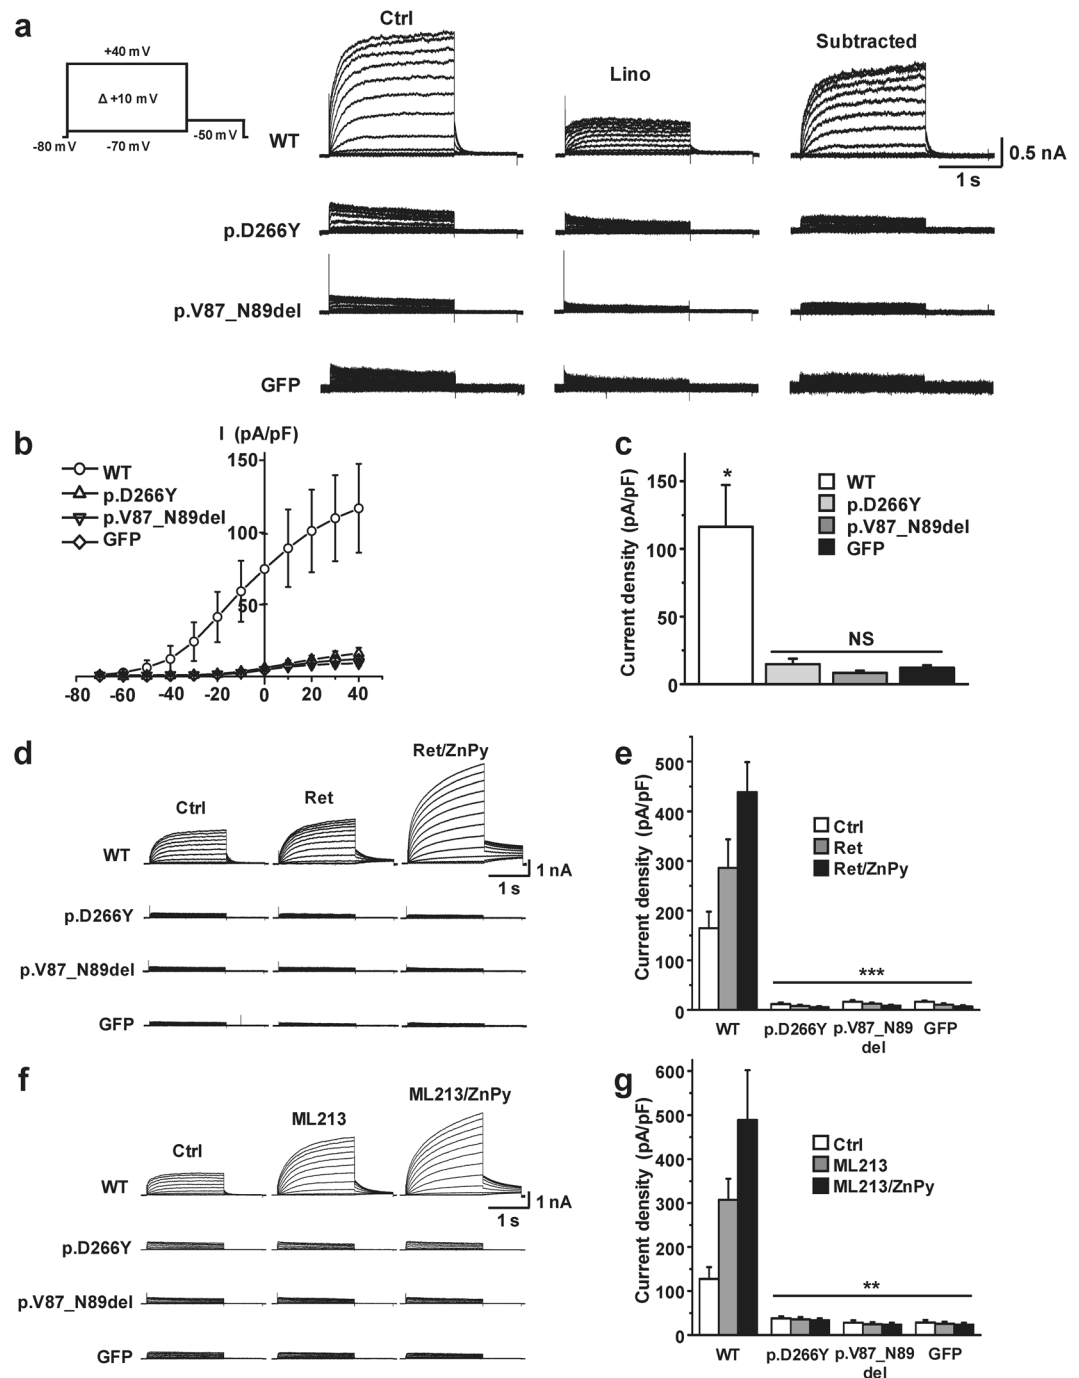 a
Ctrl
Lino
Subtracted
+40 mV
Δ +10 mV
-80 mV
-70 mV
-50 mV
WT
0.5 nA
1 s
p.D266Y
p.V87_N89del
GFP
b
I (pA/pF)
WT
p.D266Y
p.V87_N89del
GFP
150
100
50
-80 -60 -40 -20 0 20 40
c
Current density (pA/pF)
150
100
50
0
*
NS
WT
p.D266Y
p.V87_N89del
GFP
d
Ctrl
Ret
Ret/ZnPy
WT
1 nA
1 s
p.D266Y
p.V87_N89del
GFP
e
Current density (pA/pF)
500
400
300
200
100
0
Ctrl
Ret
Ret/ZnPy
***
WT p.D266Y p.V87_N89 GFP
del
f
Ctrl
ML213
ML213/ZnPy
WT
1 nA
1 s
p.D266Y
p.V87_N89del
GFP
g
Current density (pA/pF)
600
500
400
300
200
100
0
Ctrl
ML213
ML213/ZnPy
**
WT p.D266Y p.V87_N89 GFP
del